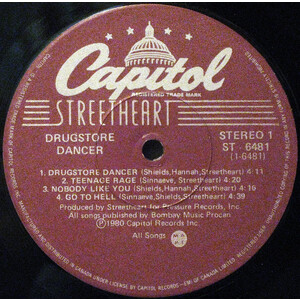 Capitol
REGISTERED TRADE MARK
STREETHEART
DRUGSTORE
DANCER
STEREO 1
ST - 6481
(1-6481)
1. DRUGSTORE DANCER (Shields, Hannah, Streetheart) 4:11
2. TEENAGE RAGE (Sinnaeve, Streetheart) 4:20
3. NOBODY LIKE YOU (Shields, Hannah, Streetheart) 4:16
4. GO TO HELL (Sinnaeve, Streetheart) 4:39
Produced by Streetheart for Pressure Records, Inc.
All songs published by Bombay Music Procan
℗1980 Capitol Records Inc.
All Songs